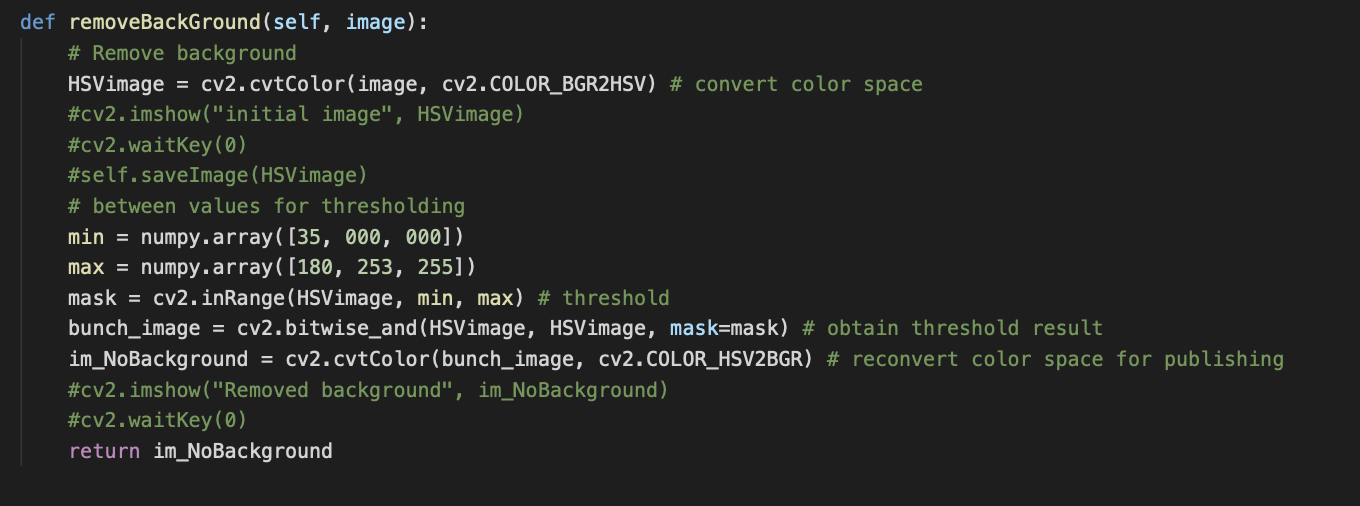 def removeBackGround(self, image):
    # Remove background
    HSVimage = cv2.cvtColor(image, cv2.COLOR_BGR2HSV) # convert color space
    #cv2.imshow("initial image", HSVimage)
    #cv2.waitKey(0)
    #self.saveImage(HSVimage)
    # between values for thresholding
    min = numpy.array([35, 000, 000])
    max = numpy.array([180, 253, 255])
    mask = cv2.inRange(HSVimage, min, max) # threshold
    bunch_image = cv2.bitwise_and(HSVimage, HSVimage, mask=mask) # obtain threshold result
    im_NoBackground = cv2.cvtColor(bunch_image, cv2.COLOR_HSV2BGR) # reconvert color space for publishing
    #cv2.imshow("Removed background", im_NoBackground)
    #cv2.waitKey(0)
    return im_NoBackground